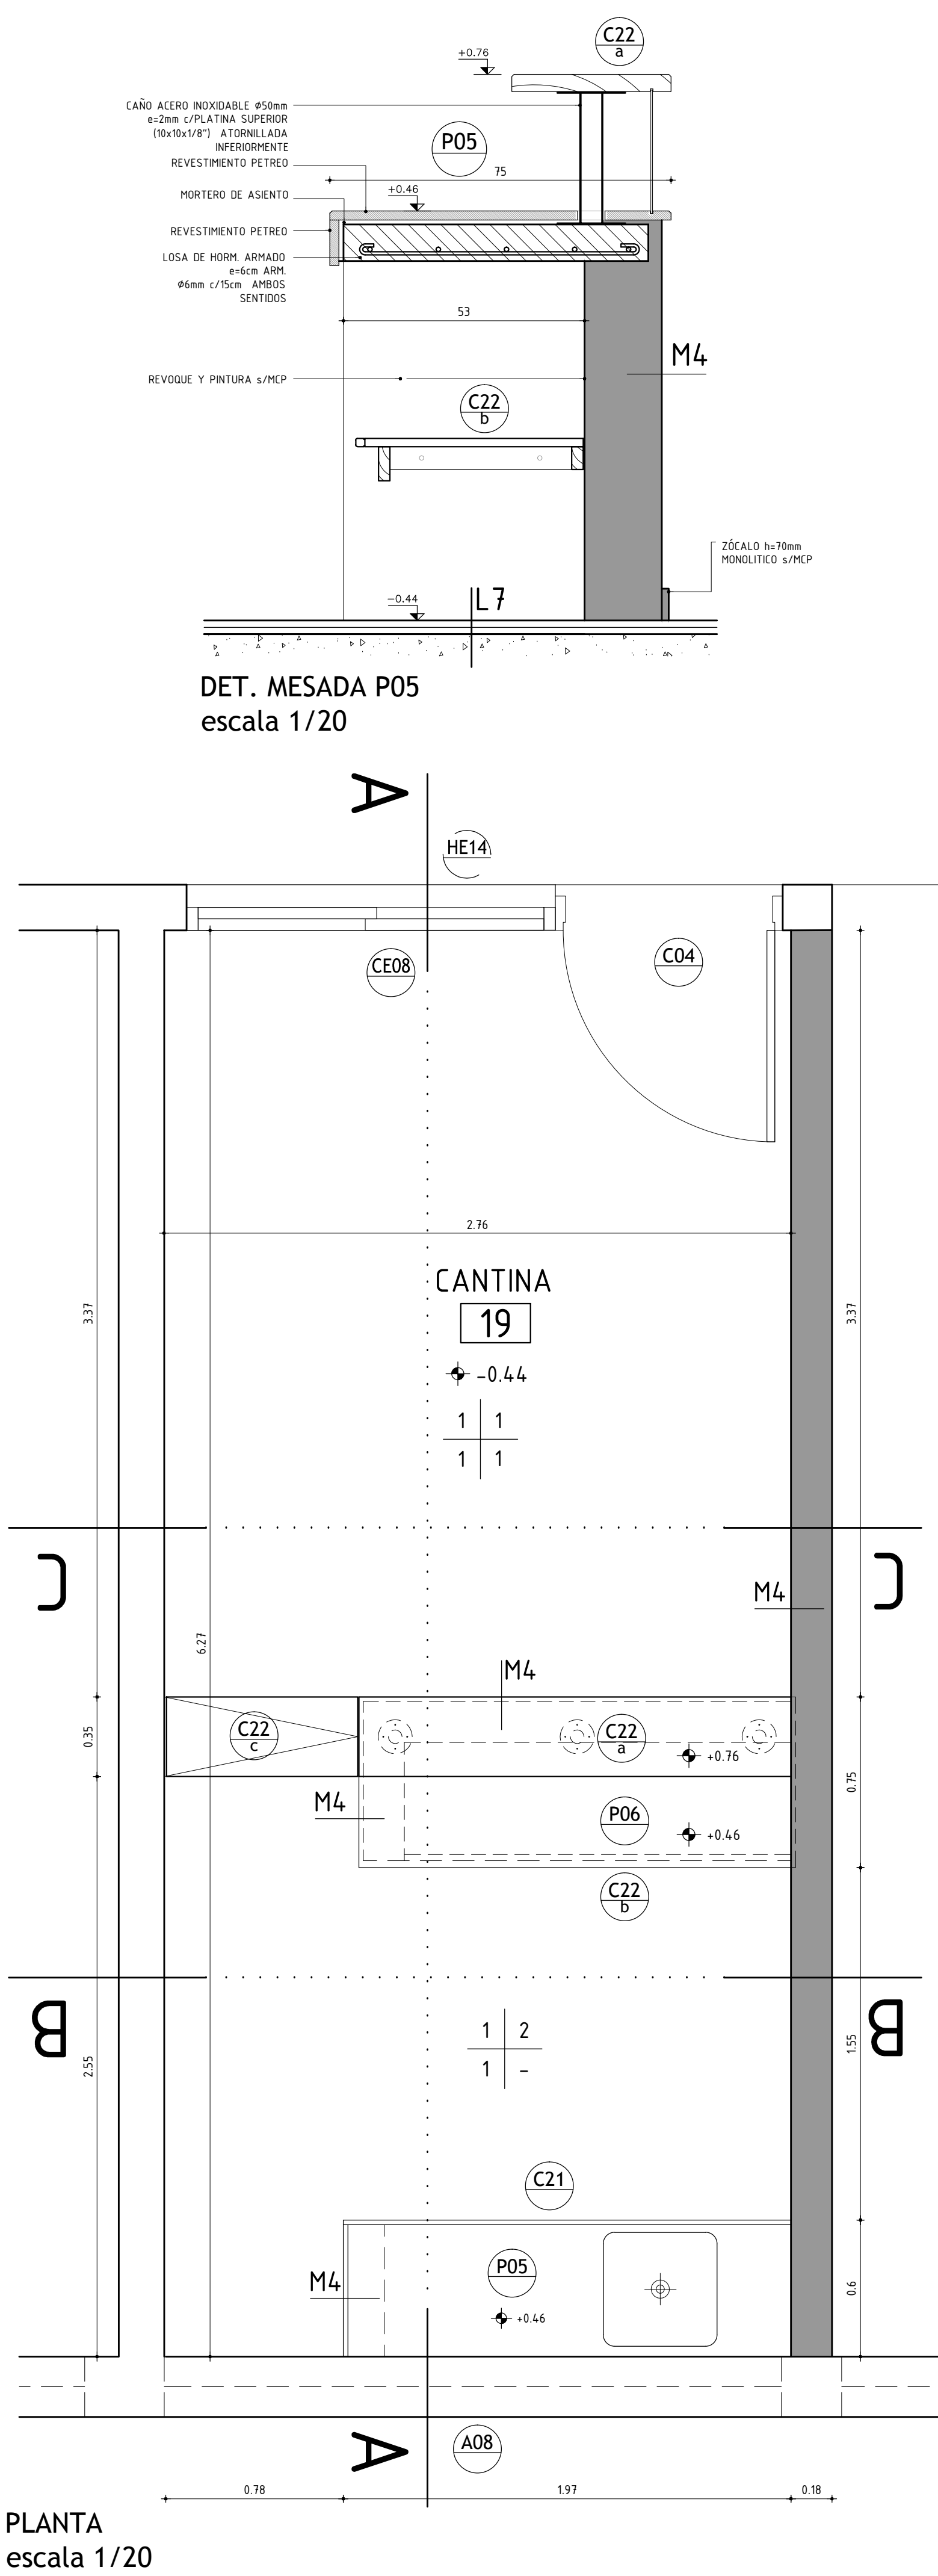 C22
a
+0.76
CAÑO ACERO INOXIDABLE Ø50mm
e=2mm c/PLATINA SUPERIOR
(10x10x1/8") ATORNILLADA
INFERIORMENTE
P05
REVESTIMIENTO PETREO
75
+0.46
MORTERO DE ASIENTO
REVESTIMIENTO PETREO
LOSA DE HORM. ARMADO
e=6cm ARM.
Ø6mm c/15cm AMBOS
SENTIDOS
53
M4
REVOQUE Y PINTURA s/MCP
C22
b
ZÓCALO h=70mm
MONOLITICO s/MCP
-0.44
L7
DET. MESADA P05
escala 1/20
A
HE14
CE08
C04
2.76
3.37
3.37
CANTINA
19
-0.44
1 1
1 1
C
C
M4
6.27
M4
0.35
C22
c
C22
a
+0.76
0.75
M4
P06
+0.46
C22
b
B
B
1 2
1 -
2.55
1.55
C21
M4
P05
+0.46
0.6
A
A08
0.78
1.97
0.18
PLANTA
escala 1/20